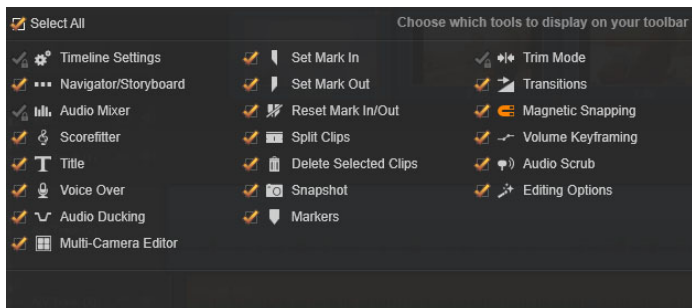 Select All
Choose which tools to display on your toolbar
Timeline Settings
Navigator/Storyboard
Audio Mixer
Scorefitter
Title
Voice Over
Audio Ducking
Multi-Camera Editor
Set Mark In
Set Mark Out
Reset Mark In/Out
Split Clips
Delete Selected Clips
Snapshot
Markers
Trim Mode
Transitions
Magnetic Snapping
Volume Keyframing
Audio Scrub
Editing Options